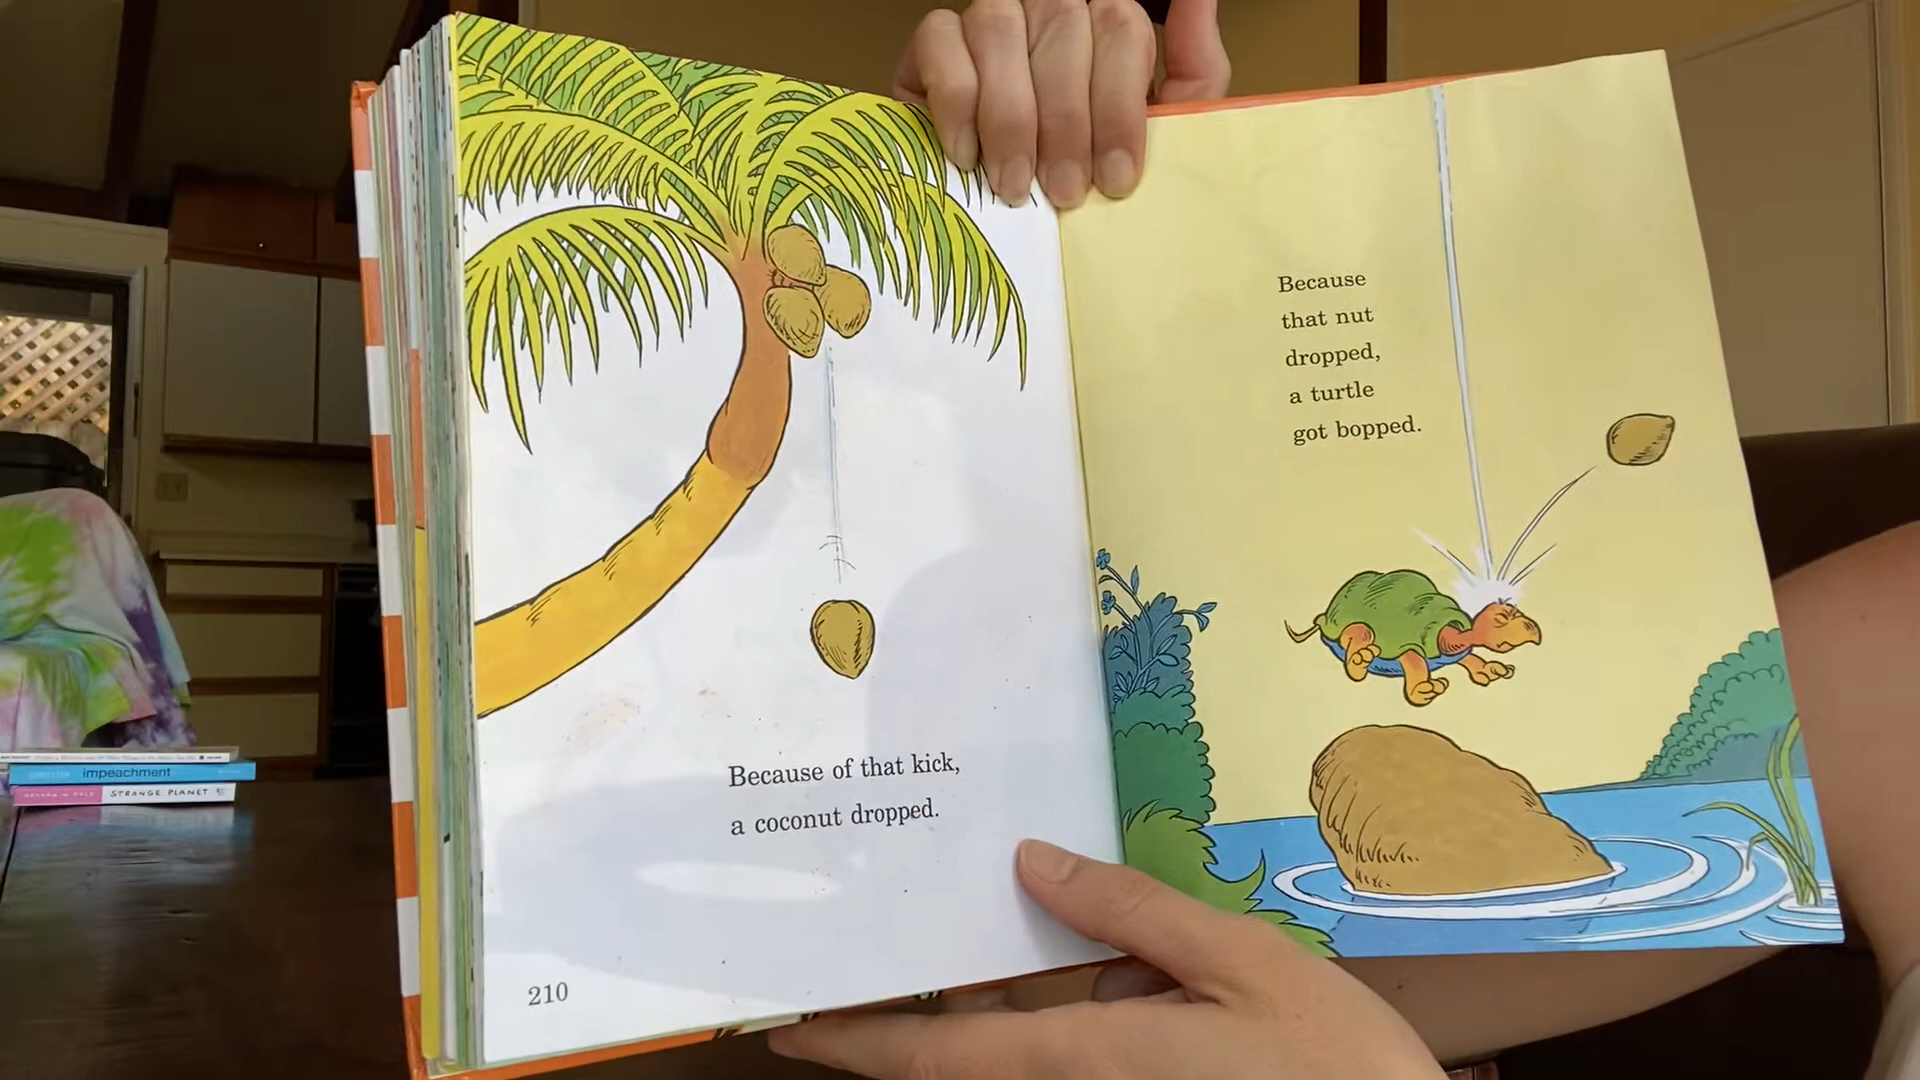 Because of that kick,
a coconut dropped.
210
Because
that nut
dropped,
a turtle
got bopped.
impeachment
STRANGE PLANET